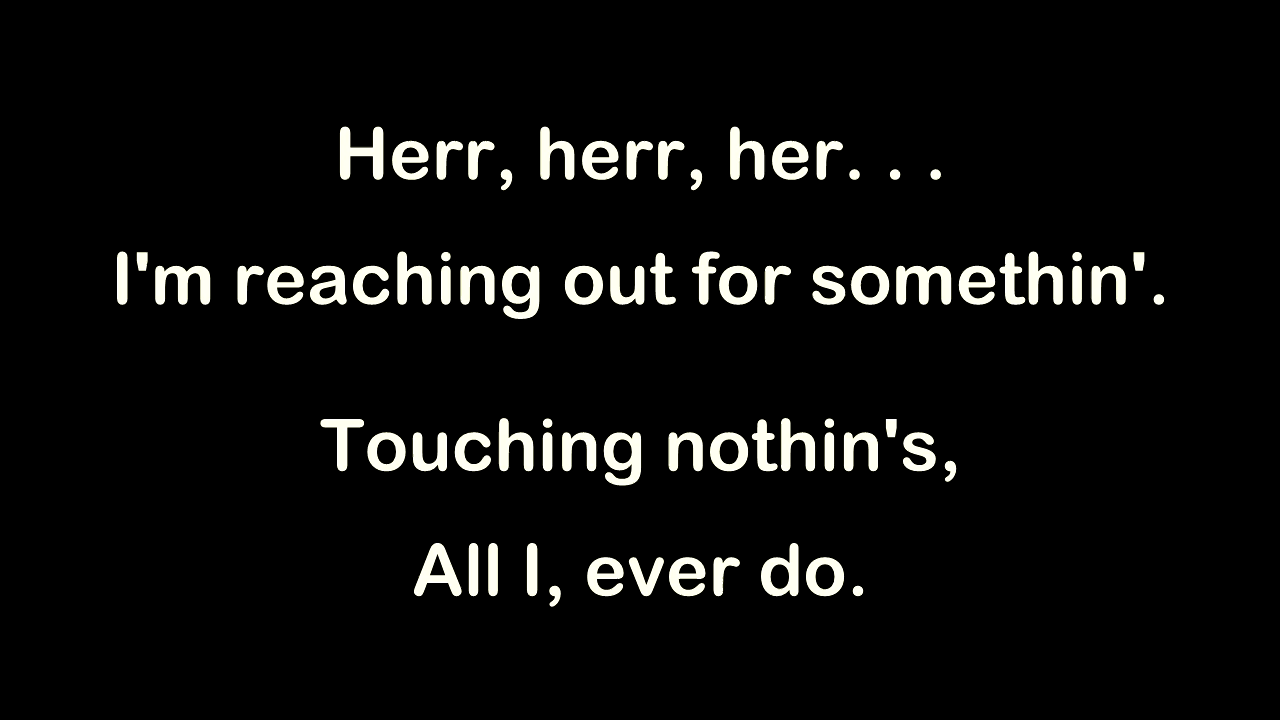 Herr, herr, her. . .
I'm reaching out for somethin'.
Touching nothin's,
All I, ever do.